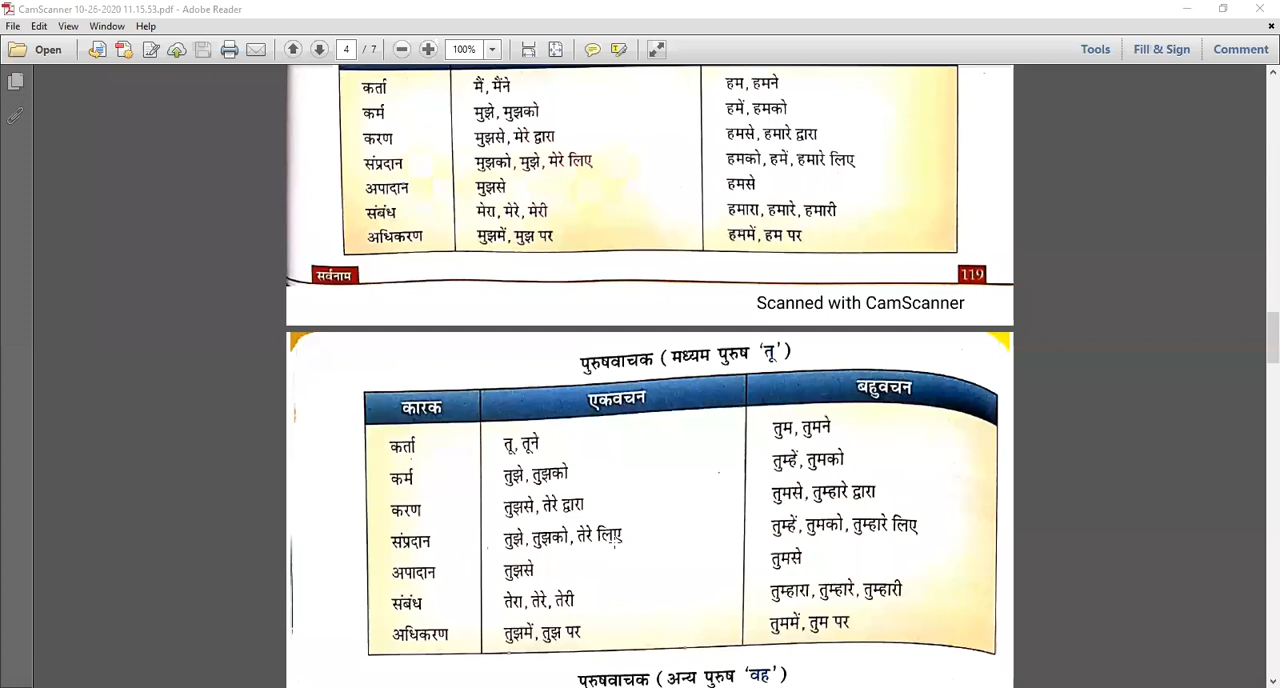 CamScanner 10-26-2020 11.15.53.pdf - Adobe Reader
File Edit View Window Help
Open 4 / 7 100% Tools Fill & Sign Comment
कर्ता मैं, मैंने हम, हमने
कर्म मुझे, मुझको हमें, हमको
करण मुझसे, मेरे द्वारा हमसे, हमारे द्वारा
संप्रदान मुझको, मुझे, मेरे लिए हमको, हमें, हमारे लिए
अपादान मुझसे हमसे
संबंध मेरा, मेरे, मेरी हमारा, हमारे, हमारी
अधिकरण मुझमें, मुझ पर हममें, हम पर
सर्वनाम 119
Scanned with CamScanner
पुरुषवाचक ( मध्यम पुरुष 'तू' )
कारक एकवचन बहुवचन
कर्ता तू, तूने तुम, तुमने
कर्म तुझे, तुझको तुम्हें, तुमको
करण तुझसे, तेरे द्वारा तुमसे, तुम्हारे द्वारा
संप्रदान तुझे, तुझको, तेरे लिए तुम्हें, तुमको, तुम्हारे लिए
अपादान तुझसे तुमसे
संबंध तेरा, तेरे, तेरी तुम्हारा, तुम्हारे, तुम्हारी
अधिकरण तुझमें, तुझ पर तुममें, तुम पर
पुरुषवाचक ( अन्य पुरुष 'वह' )